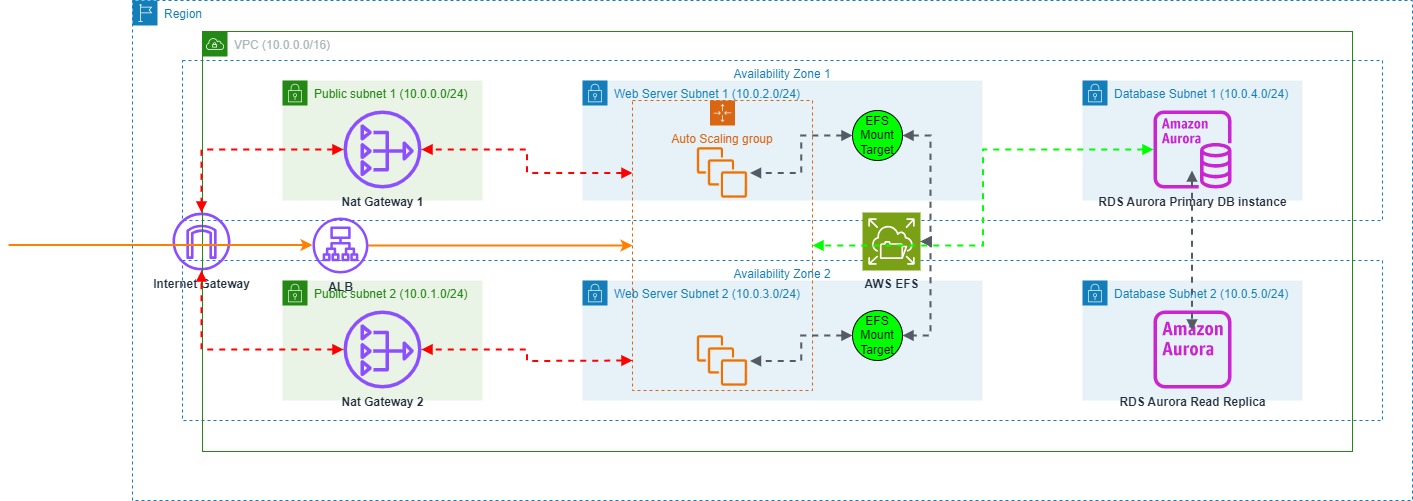 Region
VPC (10.0.0.0/16)
Availability Zone 1
Public subnet 1 (10.0.0.0/24)
Web Server Subnet 1 (10.0.2.0/24)
Database Subnet 1 (10.0.4.0/24)
Auto Scaling group
EFS
Mount
Target
Amazon
Aurora
Nat Gateway 1
RDS Aurora Primary DB instance
Internet Gateway
ALB
AWS EFS
Availability Zone 2
Public subnet 2 (10.0.1.0/24)
Web Server Subnet 2 (10.0.3.0/24)
Database Subnet 2 (10.0.5.0/24)
EFS
Mount
Target
Amazon
Aurora
Nat Gateway 2
RDS Aurora Read Replica